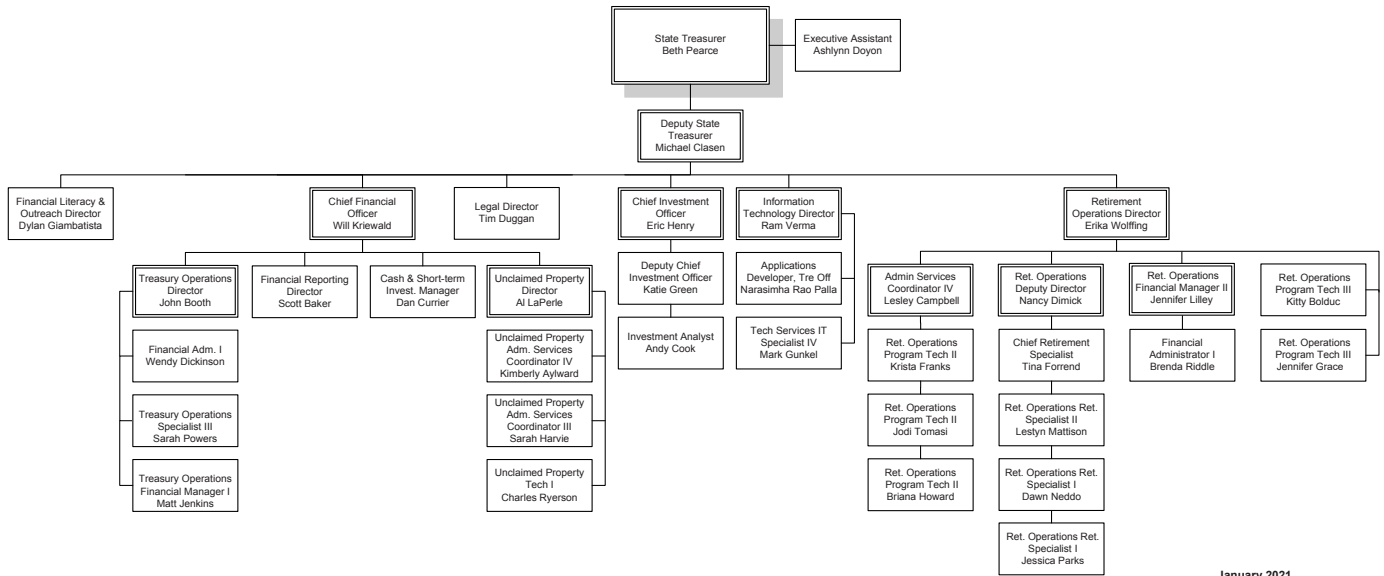 State Treasurer
Beth Pearce
Executive Assistant
Ashlynn Doyon
Deputy State
Treasurer
Michael Clasen
Financial Literacy &
Outreach Director
Dylan Giambatista
Chief Financial
Officer
Will Kriewald
Legal Director
Tim Duggan
Chief Investment
Officer
Eric Henry
Information
Technology Director
Ram Verma
Retirement
Operations Director
Erika Wolffing
Treasury Operations
Director
John Booth
Financial Reporting
Director
Scott Baker
Cash & Short-term
Invest. Manager
Dan Currier
Unclaimed Property
Director
Al LaPerle
Deputy Chief
Investment Officer
Katie Green
Applications
Developer, Tre Off
Narasimha Rao Palla
Admin Services
Coordinator IV
Lesley Campbell
Ret. Operations
Deputy Director
Nancy Dimick
Ret. Operations
Financial Manager II
Jennifer Lilley
Ret. Operations
Program Tech III
Kitty Bolduc
Financial Adm. I
Wendy Dickinson
Unclaimed Property
Adm. Services
Coordinator IV
Kimberly Aylward
Investment Analyst
Andy Cook
Tech Services IT
Specialist IV
Mark Gunkel
Ret. Operations
Program Tech II
Krista Franks
Chief Retirement
Specialist
Tina Forrend
Financial
Administrator I
Brenda Riddle
Ret. Operations
Program Tech III
Jennifer Grace
Treasury Operations
Specialist III
Sarah Powers
Unclaimed Property
Adm. Services
Coordinator III
Sarah Harvie
Ret. Operations
Program Tech II
Jodi Tomasi
Ret. Operations Ret.
Specialist II
Lestyn Mattison
Treasury Operations
Financial Manager I
Matt Jenkins
Unclaimed Property
Tech I
Charles Ryerson
Ret. Operations
Program Tech II
Briana Howard
Ret. Operations Ret.
Specialist I
Dawn Neddo
Ret. Operations Ret.
Specialist I
Jessica Parks
January 2021